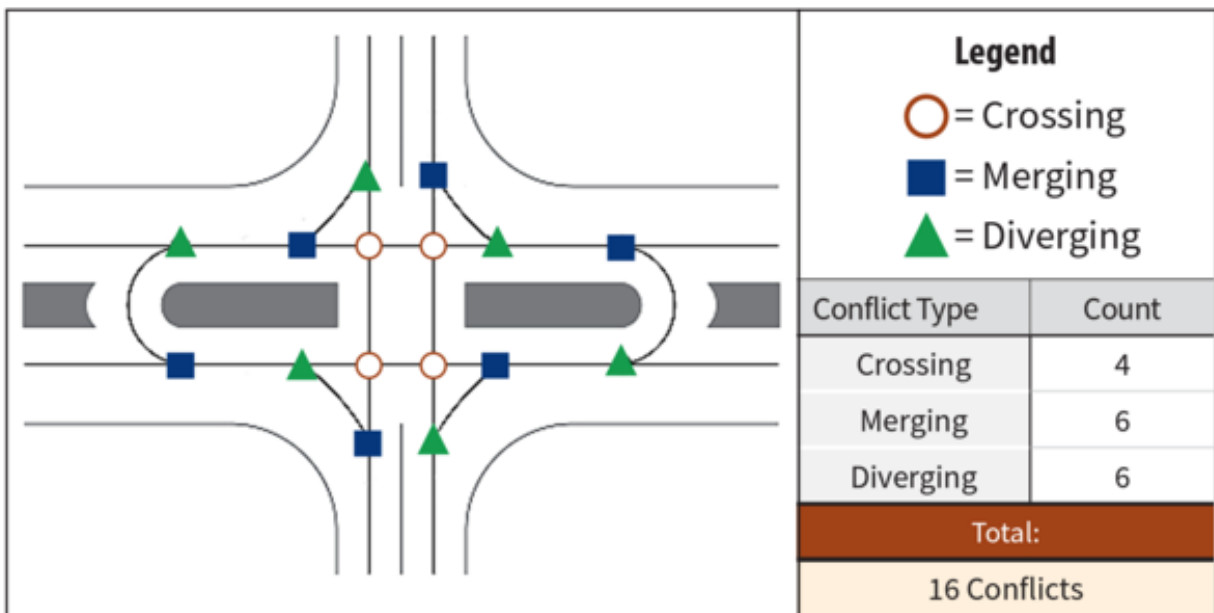 Legend
= Crossing
= Merging
= Diverging
Conflict Type Count
Crossing 4
Merging 6
Diverging 6
Total:
16 Conflicts